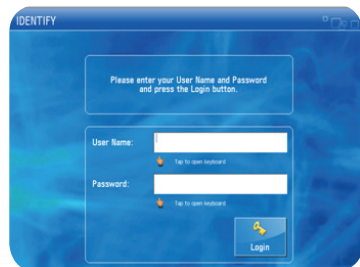 IDENTIFY
Please enter your User Name and Password
and press the Login button.
User Name:
Tap to open keyboard
Password:
Tap to open keyboard
Login